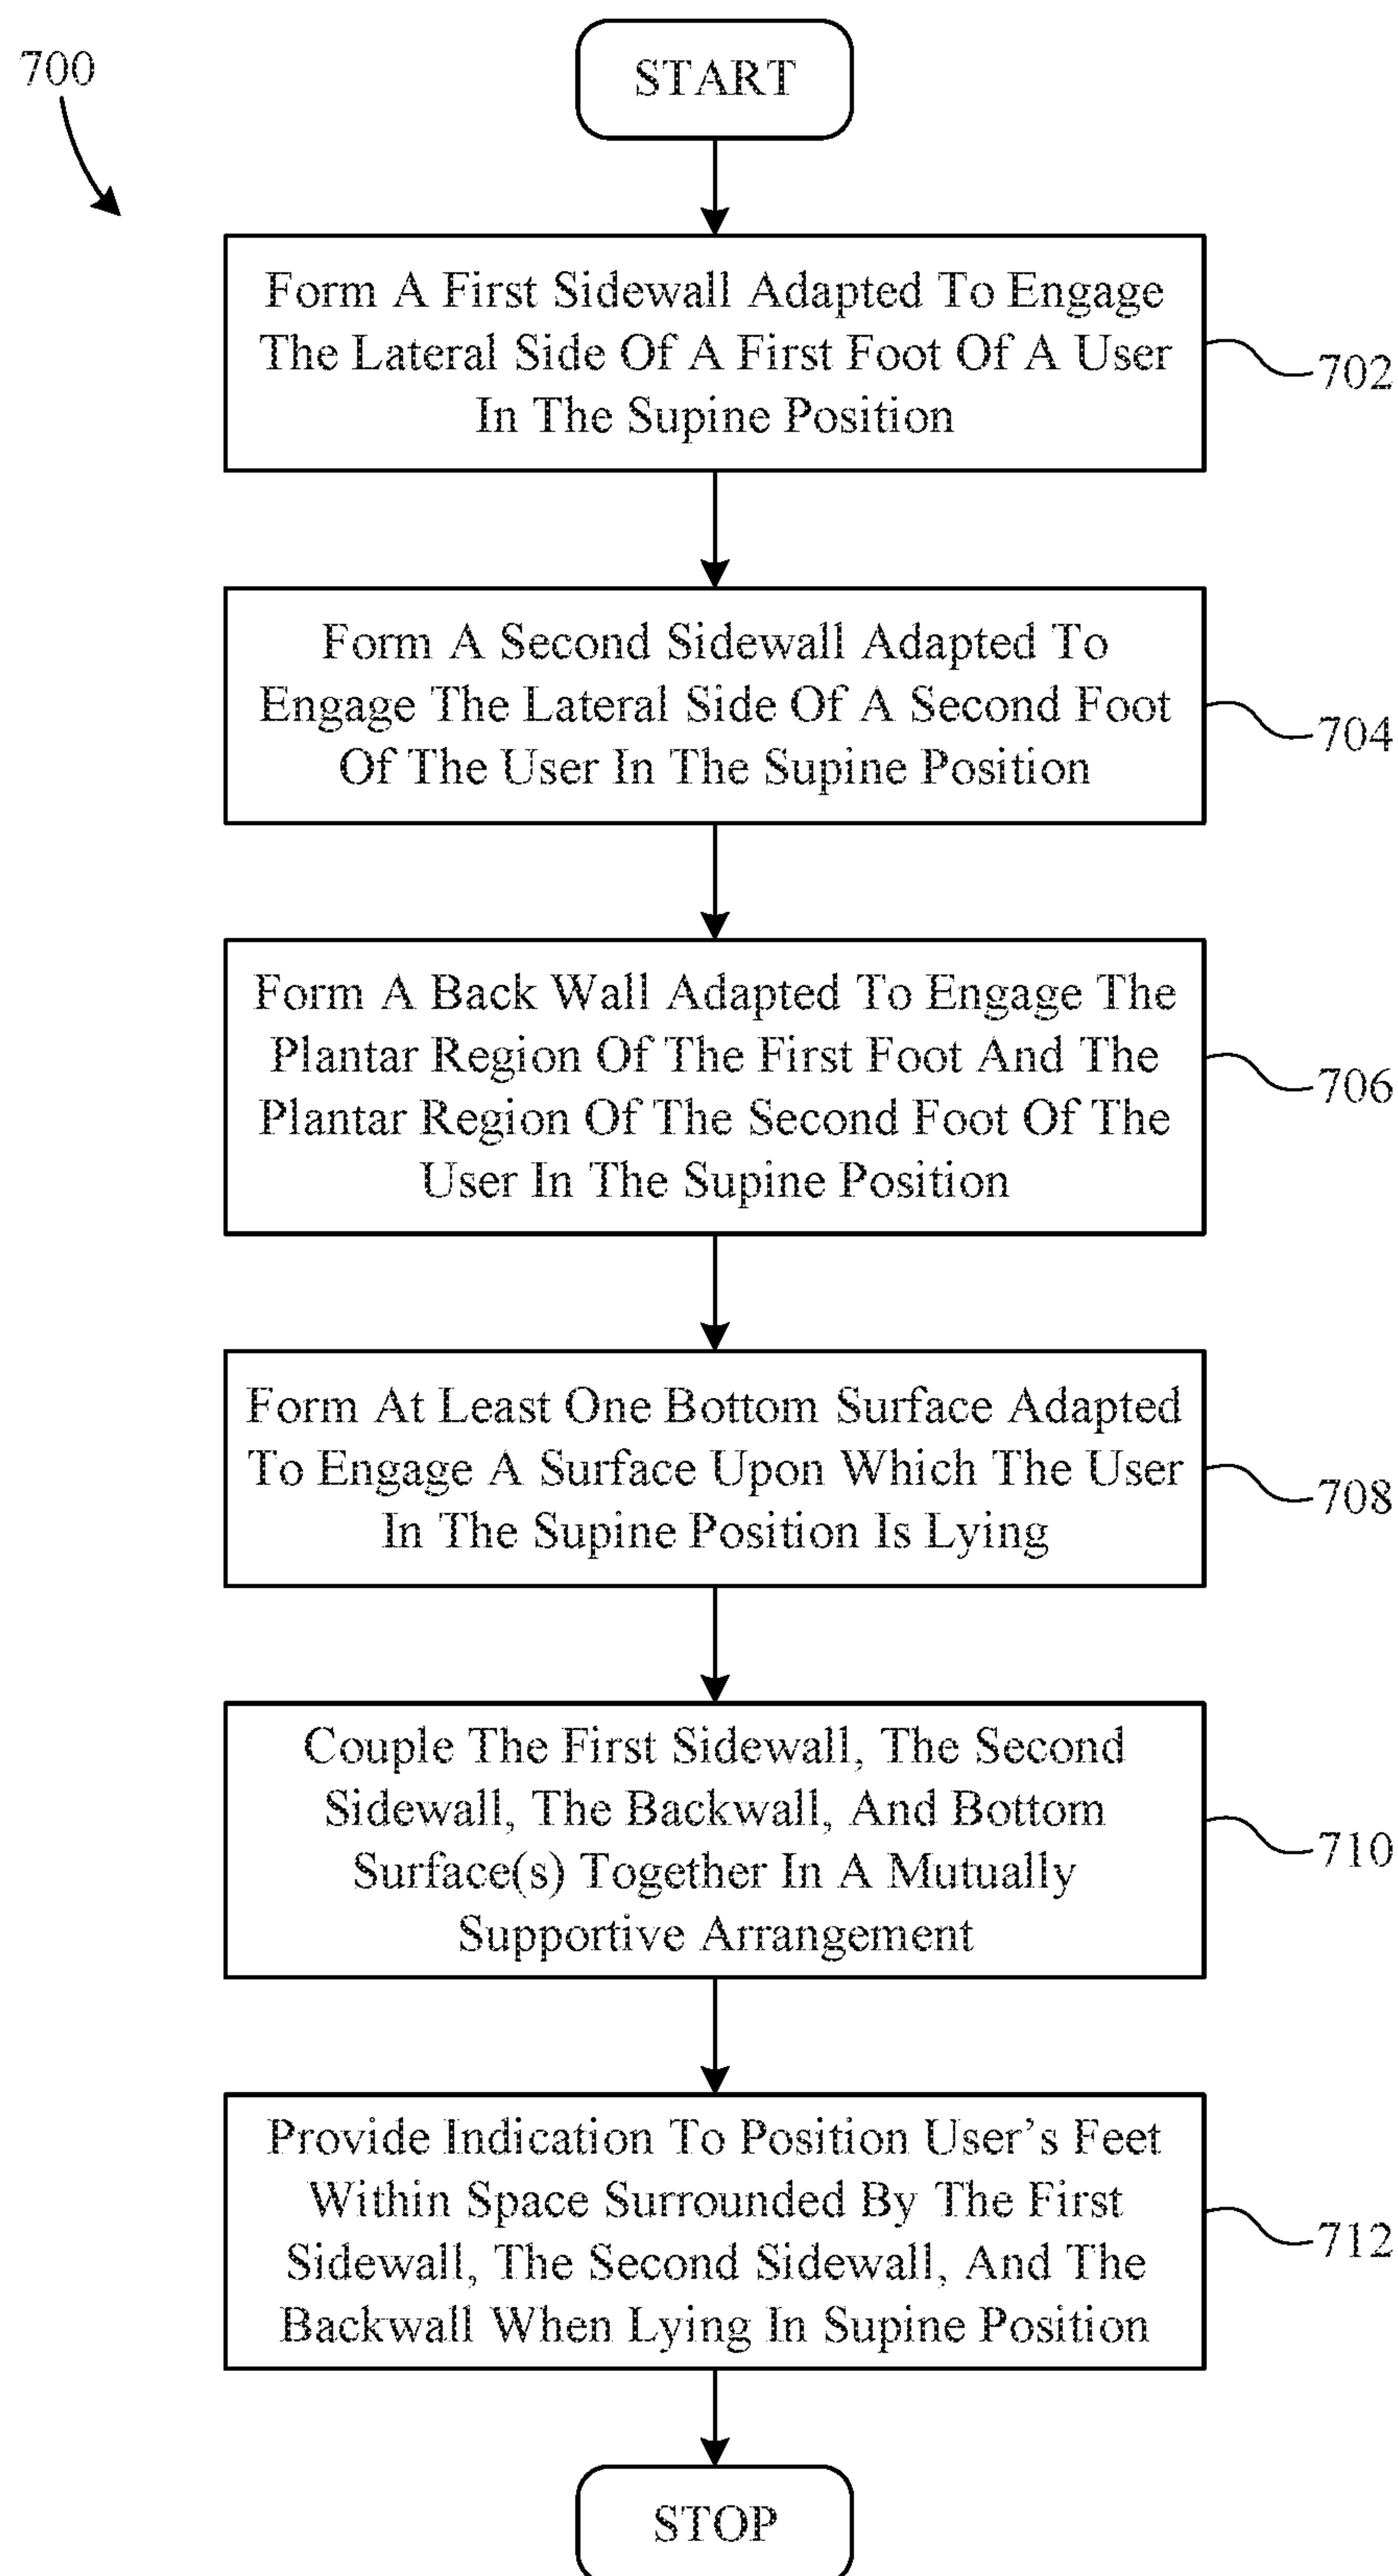 700
START
Form A First Sidewall Adapted To Engage
The Lateral Side Of A First Foot Of A User
In The Supine Position
702
Form A Second Sidewall Adapted To
Engage The Lateral Side Of A Second Foot
Of The User In The Supine Position
704
Form A Back Wall Adapted To Engage The
Plantar Region Of The First Foot And The
Plantar Region Of The Second Foot Of The
User In The Supine Position
706
Form At Least One Bottom Surface Adapted
To Engage A Surface Upon Which The User
In The Supine Position Is Lying
708
Couple The First Sidewall, The Second
Sidewall, The Backwall, And Bottom
Surface(s) Together In A Mutually
Supportive Arrangement
710
Provide Indication To Position User’s Feet
Within Space Surrounded By The First
Sidewall, The Second Sidewall, And The
Backwall When Lying In Supine Position
712
STOP